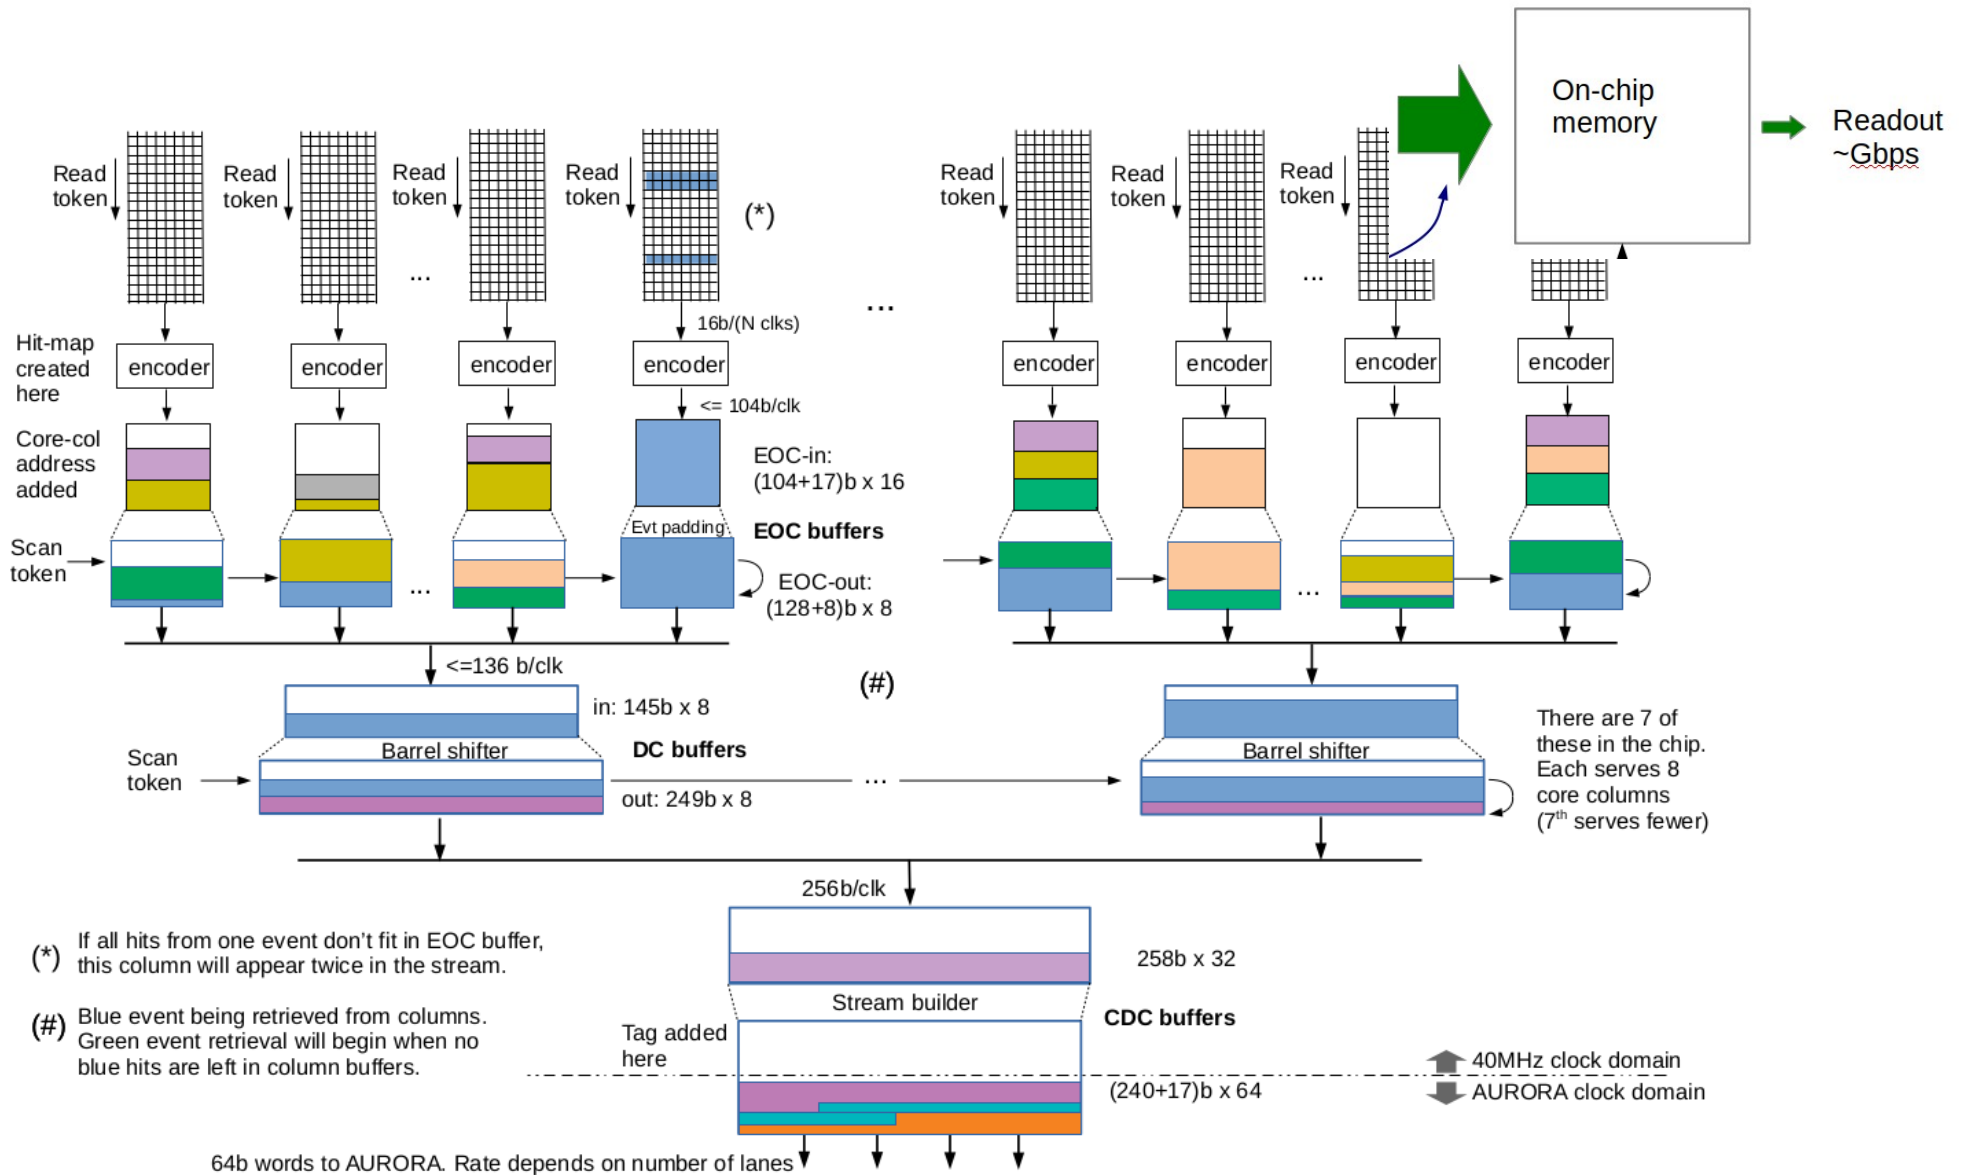 On-chip
memory
Readout
~Gbps
Read
token
Read
token
Read
token
Read
token
(*)
Read
token
Read
token
Read
token
...
...
...
16b/(N clks)
Hit-map
created
here
encoder
encoder
encoder
encoder
encoder
encoder
encoder
encoder
<= 104b/clk
Core-col
address
added
EOC-in:
(104+17)b x 16
Evt padding
EOC buffers
Scan
token
...
EOC-out:
(128+8)b x 8
...
<=136 b/clk
(#)
in: 145b x 8
Barrel shifter
DC buffers
Barrel shifter
Scan
token
...
out: 249b x 8
There are 7 of
these in the chip.
Each serves 8
core columns
(7th serves fewer)
256b/clk
(*) If all hits from one event don't fit in EOC buffer,
this column will appear twice in the stream.
258b x 32
Stream builder
(#) Blue event being retrieved from columns.
Green event retrieval will begin when no
blue hits are left in column buffers.
CDC buffers
Tag added
here
40MHz clock domain
(240+17)b x 64
AURORA clock domain
64b words to AURORA. Rate depends on number of lanes